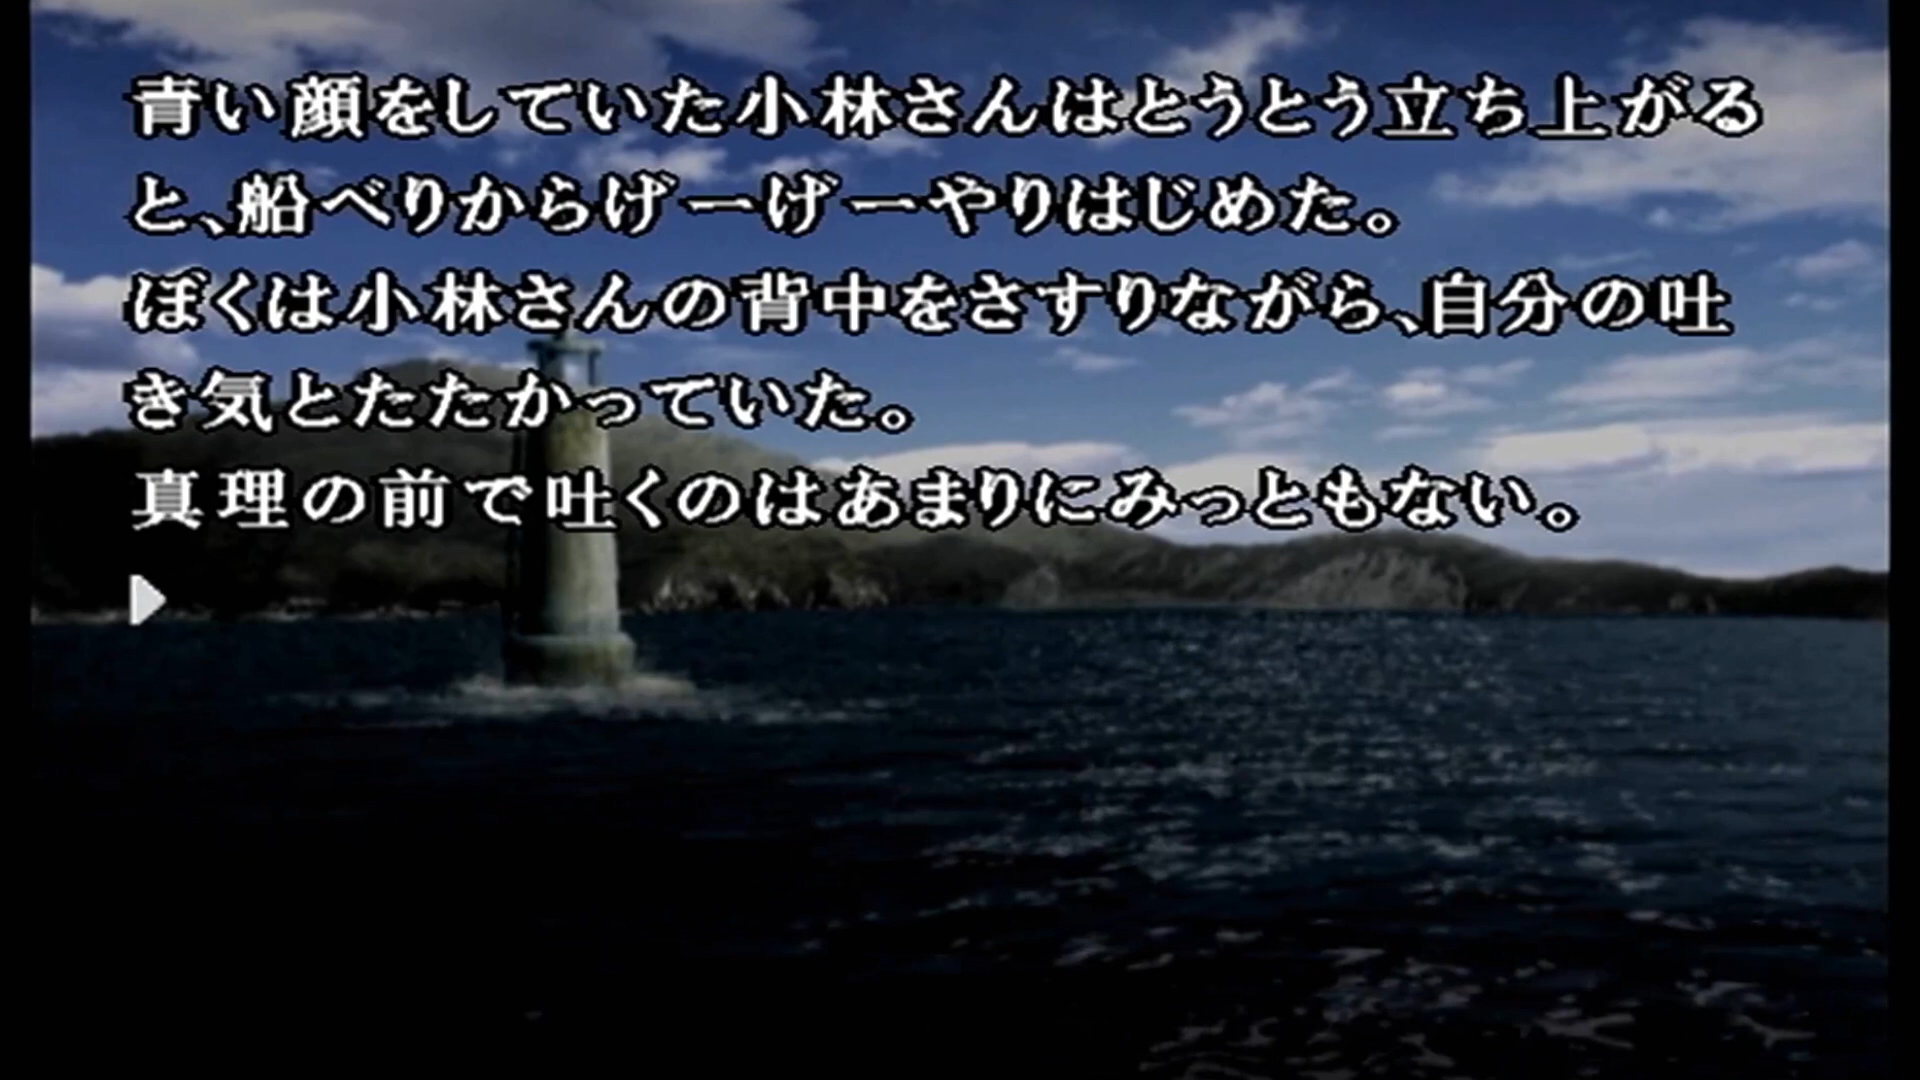 青い顔をしていた小林さんはとうとう立ち上がる
と、船べりからげーげーやりはじめた。
ぼくは小林さんの背中をさすりながら、自分の吐
き気とたたかっていた。
真理の前で吐くのはあまりにみっともない。